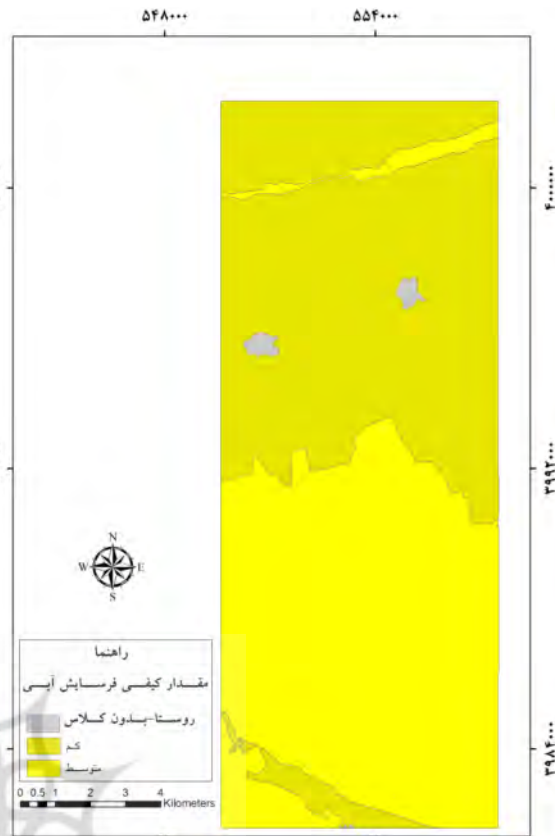 ۵۴۸۰۰۰ ۵۵۴۰۰۰
۴۰۰۰۰۰۰
۳۹۹۲۰۰۰
۳۹۸۴۰۰۰
N
W E
S
راهنما
مقدار کیفی فرسایش آبی
روستا-بدون کلاس
کم
متوسط
0 0.5 1 2 3 4
Kilometers